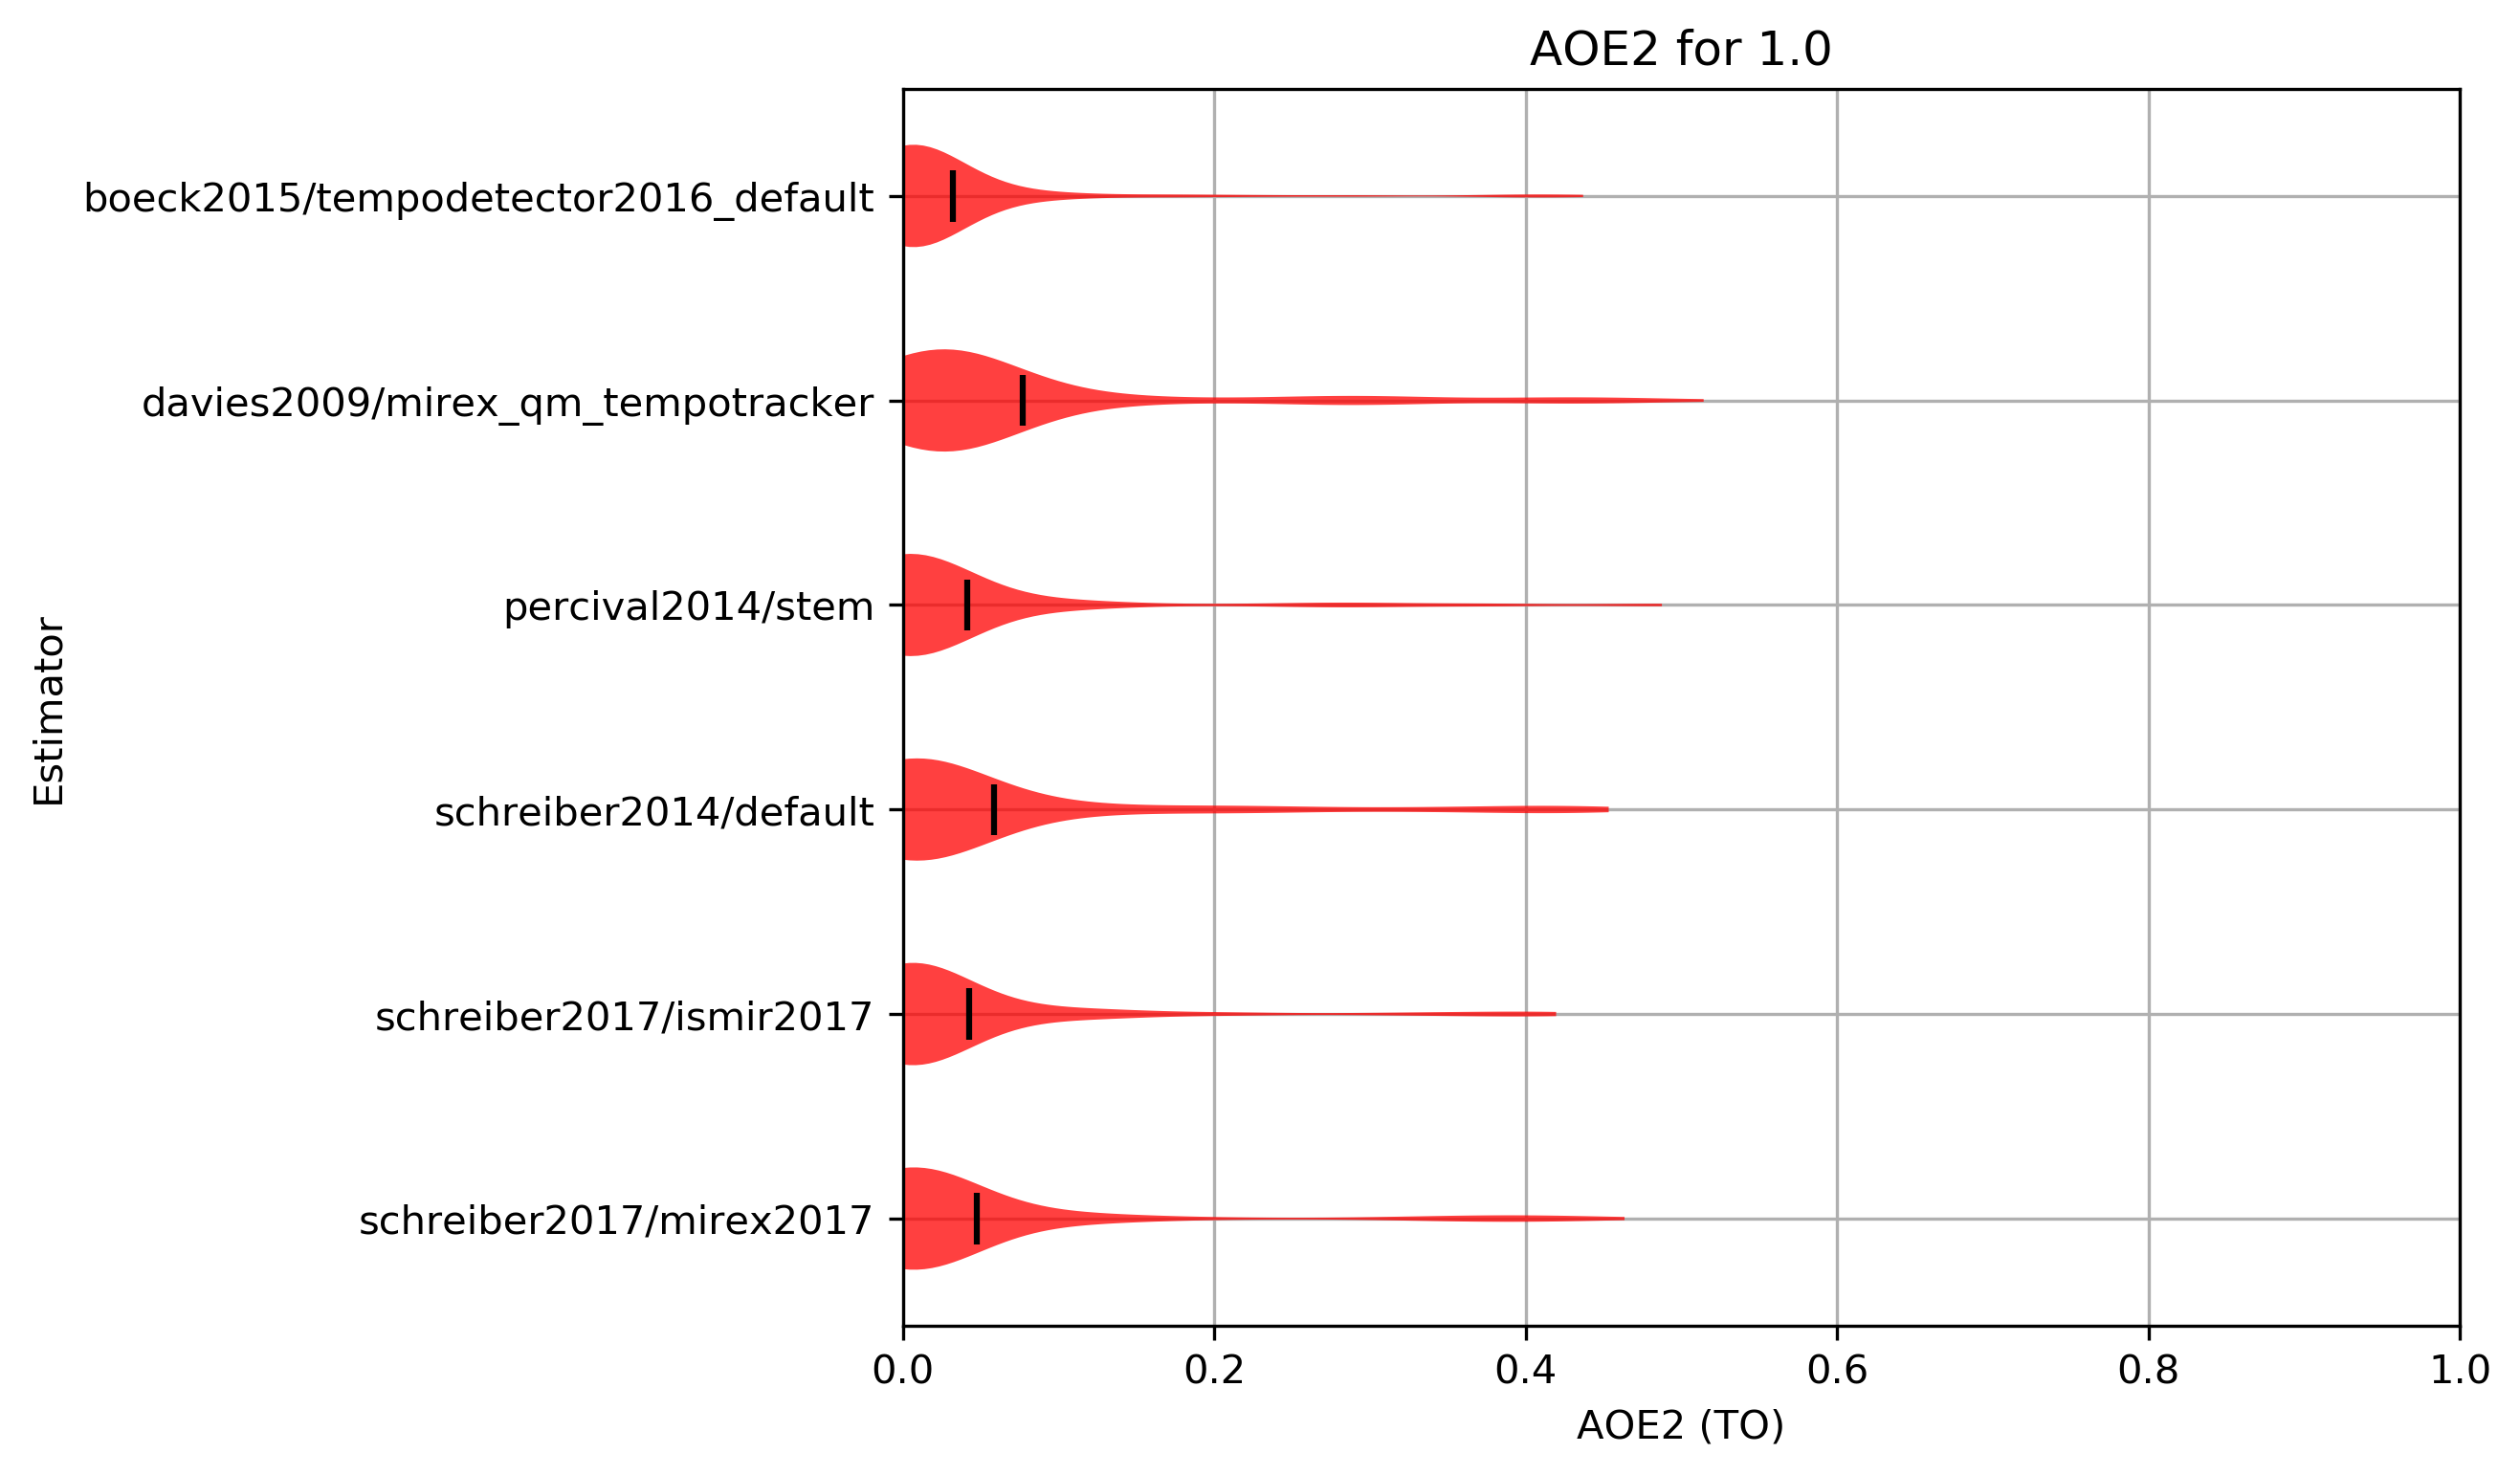 AOE2 for 1.0
boeck2015/tempodetector2016_default
davies2009/mirex_qm_tempotracker
percival2014/stem
schreiber2014/default
schreiber2017/ismir2017
schreiber2017/mirex2017
Estimator
0.0 0.2 0.4 0.6 0.8 1.0
AOE2 (TO)